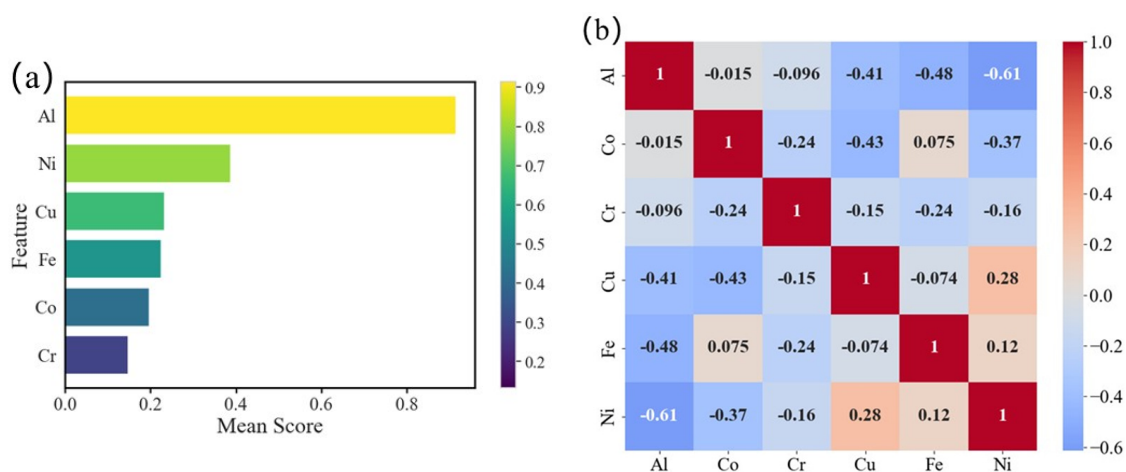 (a)
Feature
Al
Ni
Cu
Fe
Co
Cr
0.0 0.2 0.4 0.6 0.8
Mean Score
0.9
0.8
0.7
0.6
0.5
0.4
0.3
0.2
(b)
Al 1 -0.015 -0.096 -0.41 -0.48 -0.61
Co -0.015 1 -0.24 -0.43 0.075 -0.37
Cr -0.096 -0.24 1 -0.15 -0.24 -0.16
Cu -0.41 -0.43 -0.15 1 -0.074 0.28
Fe -0.48 0.075 -0.24 -0.074 1 0.12
Ni -0.61 -0.37 -0.16 0.28 0.12 1
Al Co Cr Cu Fe Ni
1.0
0.8
0.6
0.4
0.2
0.0
−0.2
−0.4
−0.6